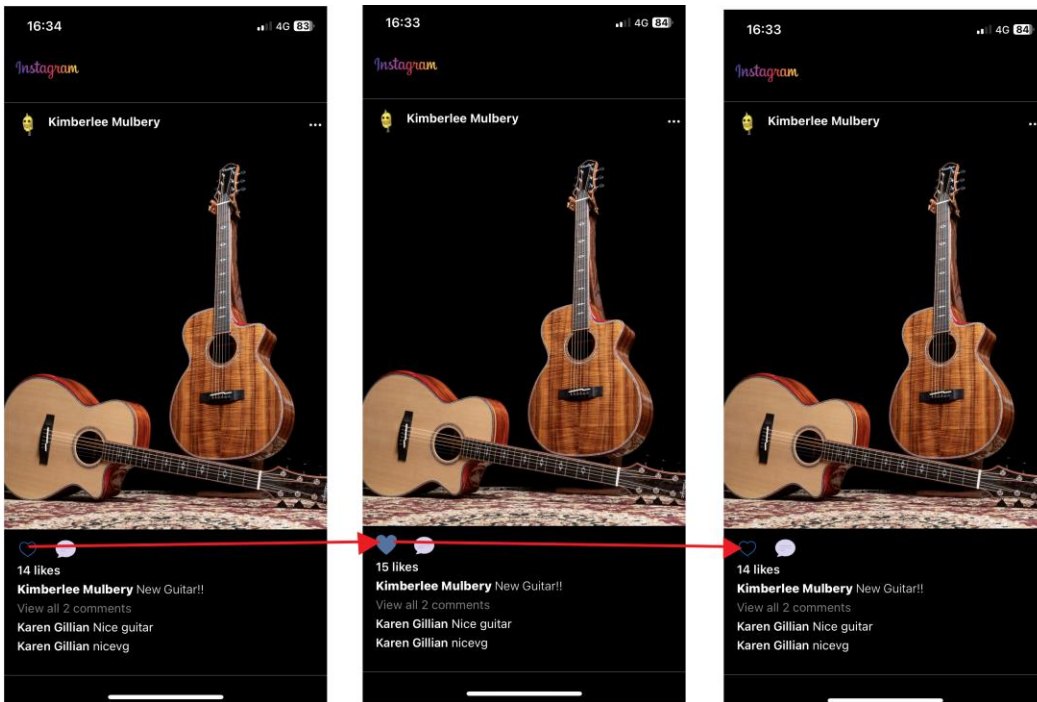 16:34
4G 83
Instagram
Kimberlee Mulbery
...
14 likes
Kimberlee Mulbery New Guitar!!
View all 2 comments
Karen Gillian Nice guitar
Karen Gillian nicevg
16:33
4G 84
Instagram
Kimberlee Mulbery
...
15 likes
Kimberlee Mulbery New Guitar!!
View all 2 comments
Karen Gillian Nice guitar
Karen Gillian nicevg
16:33
4G 84
Instagram
Kimberlee Mulbery
...
14 likes
Kimberlee Mulbery New Guitar!!
View all 2 comments
Karen Gillian Nice guitar
Karen Gillian nicevg